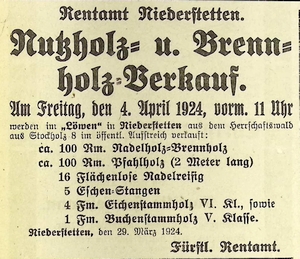 Rentamt Niederstetten.
Nutzholz- u. Brenn-
holz-Verkauf.
Am Freitag, den 4. April 1924, vorm. 11 Uhr
werden im „Löwen" in Niederstetten aus dem Herrschaftswald
aus Stockholz 8 im öffentl. Aufstreich verkauft:
ca. 100 Rm. Nadelholz-Brennholz
ca. 100 Rm. Pfahlholz (2 Meter lang)
16 Flächenlose Nadelreisig
5 Eschen-Stangen
4 Fm. Eichenstammholz VI. Kl., sowie
1 Fm. Buchenstammholz V. Klasse.
Niederstetten, den 29. März 1924.
Fürstl. Rentamt.